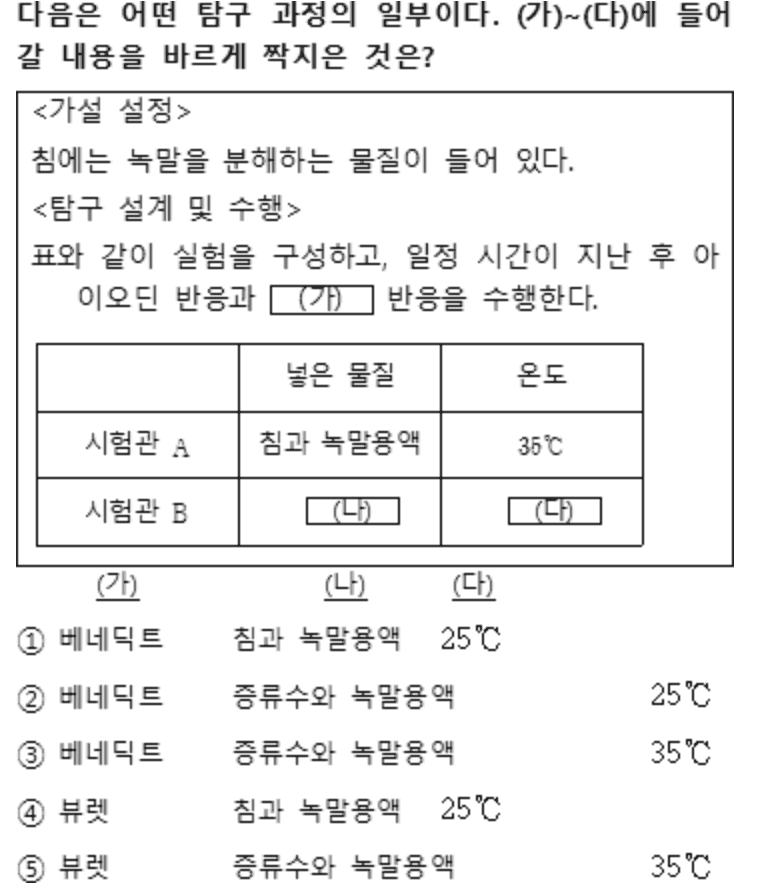 다음은 어떤 탐구 과정의 일부이다. (가)~(다)에 들어
갈 내용을 바르게 짝지은 것은?
<가설 설정>
침에는 녹말을 분해하는 물질이 들어 있다.
<탐구 설계 및 수행>
표와 같이 실험을 구성하고, 일정 시간이 지난 후 아
이오딘 반응과 (가) 반응을 수행한다.
넣은 물질 온도
시험관 A 침과 녹말용액 35℃
시험관 B (나) (다)
(가) (나) (다)
① 베네딕트 침과 녹말용액 25℃
② 베네딕트 증류수와 녹말용액 25℃
③ 베네딕트 증류수와 녹말용액 35℃
④ 뷰렛 침과 녹말용액 25℃
⑤ 뷰렛 증류수와 녹말용액 35℃